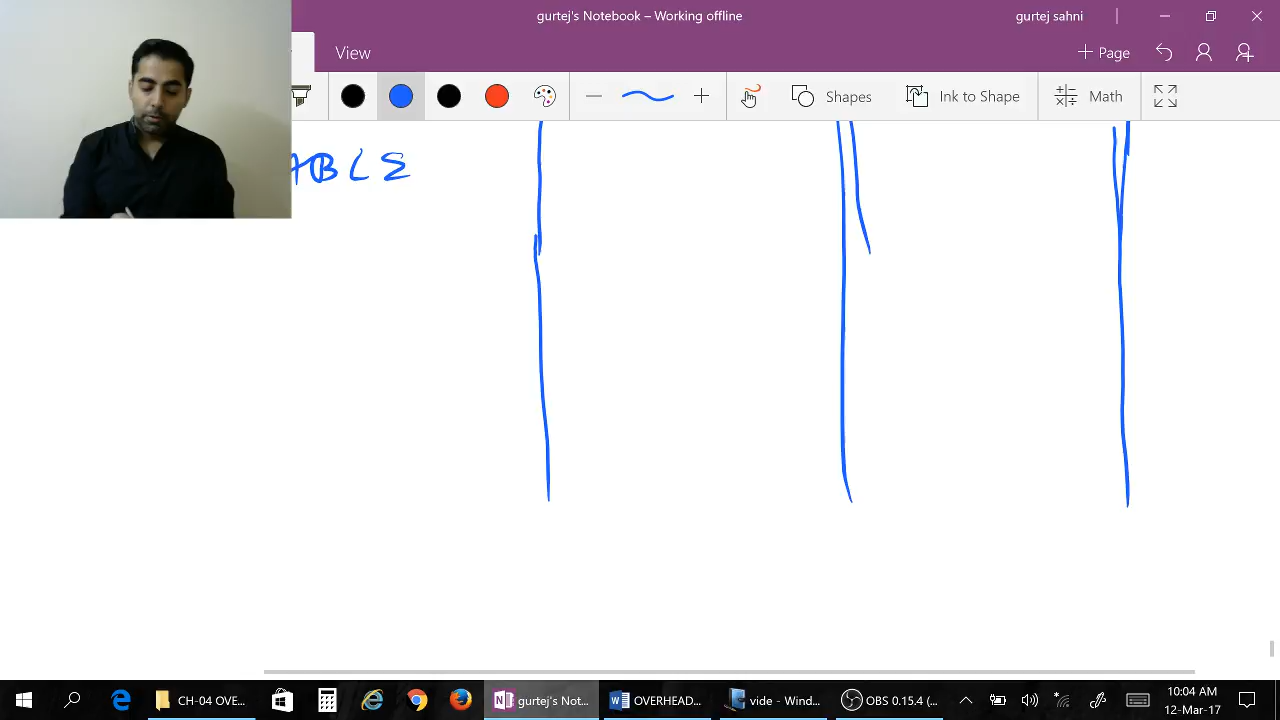 gurtej's Notebook – Working offline
gurtej sahni
View
Page
Shapes
Ink to Shape
Math
ABLE
CH-04 OVE...
gurtej's Not...
OVERHEAD...
vide - Wind...
OBS 0.15.4 (...
10:04 AM
12-Mar-17